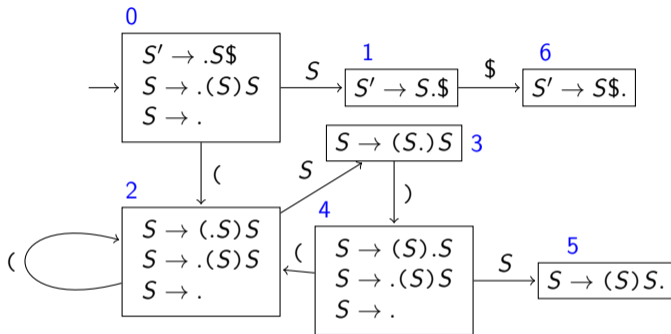 0
S′ → .S$
S → .(S)S
S → .
S
1
S′ → S.$
$
6
S′ → S$.
(
S
S → (S.)S
3
)
2
S → (.S)S
S → .(S)S
S → .
(
(
4
S → (S).S
S → .(S)S
S → .
S
5
S → (S)S.